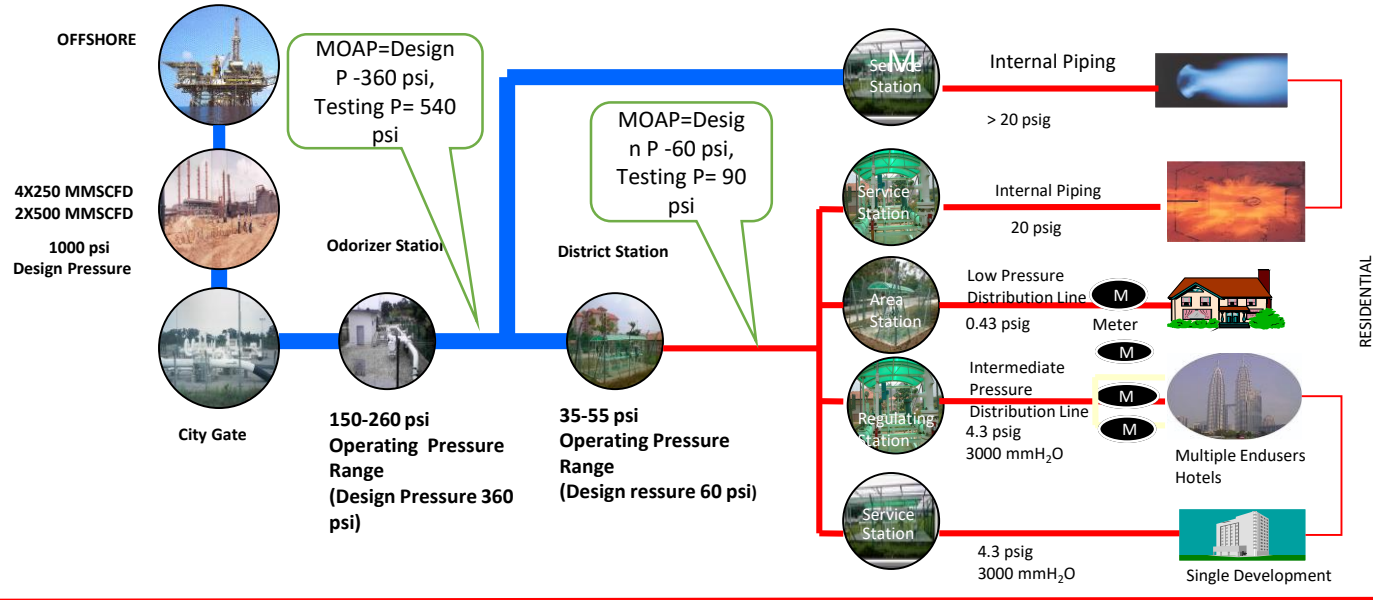 OFFSHORE
MOAP=Design
P -360 psi,
Testing P= 540
psi
MOAP=Desig
n P -60 psi,
Testing P= 90
psi
4X250 MMSCFD
2X500 MMSCFD
1000 psi
Design Pressure
Odorizer Station
District Station
City Gate
150-260 psi
Operating Pressure
Range
(Design Pressure 360
psi)
35-55 psi
Operating Pressure
Range
(Design ressure 60 psi)
M
Service
Station
Internal Piping
> 20 psig
Service
Station
Internal Piping
20 psig
Area
Station
Low Pressure
Distribution Line
0.43 psig
M
Meter
M
Regulating
Station
Intermediate
Pressure
Distribution Line
4.3 psig
3000 mmH2O
M
M
Multiple Endusers
Hotels
Service
Station
4.3 psig
3000 mmH2O
Single Development
RESIDENTIAL